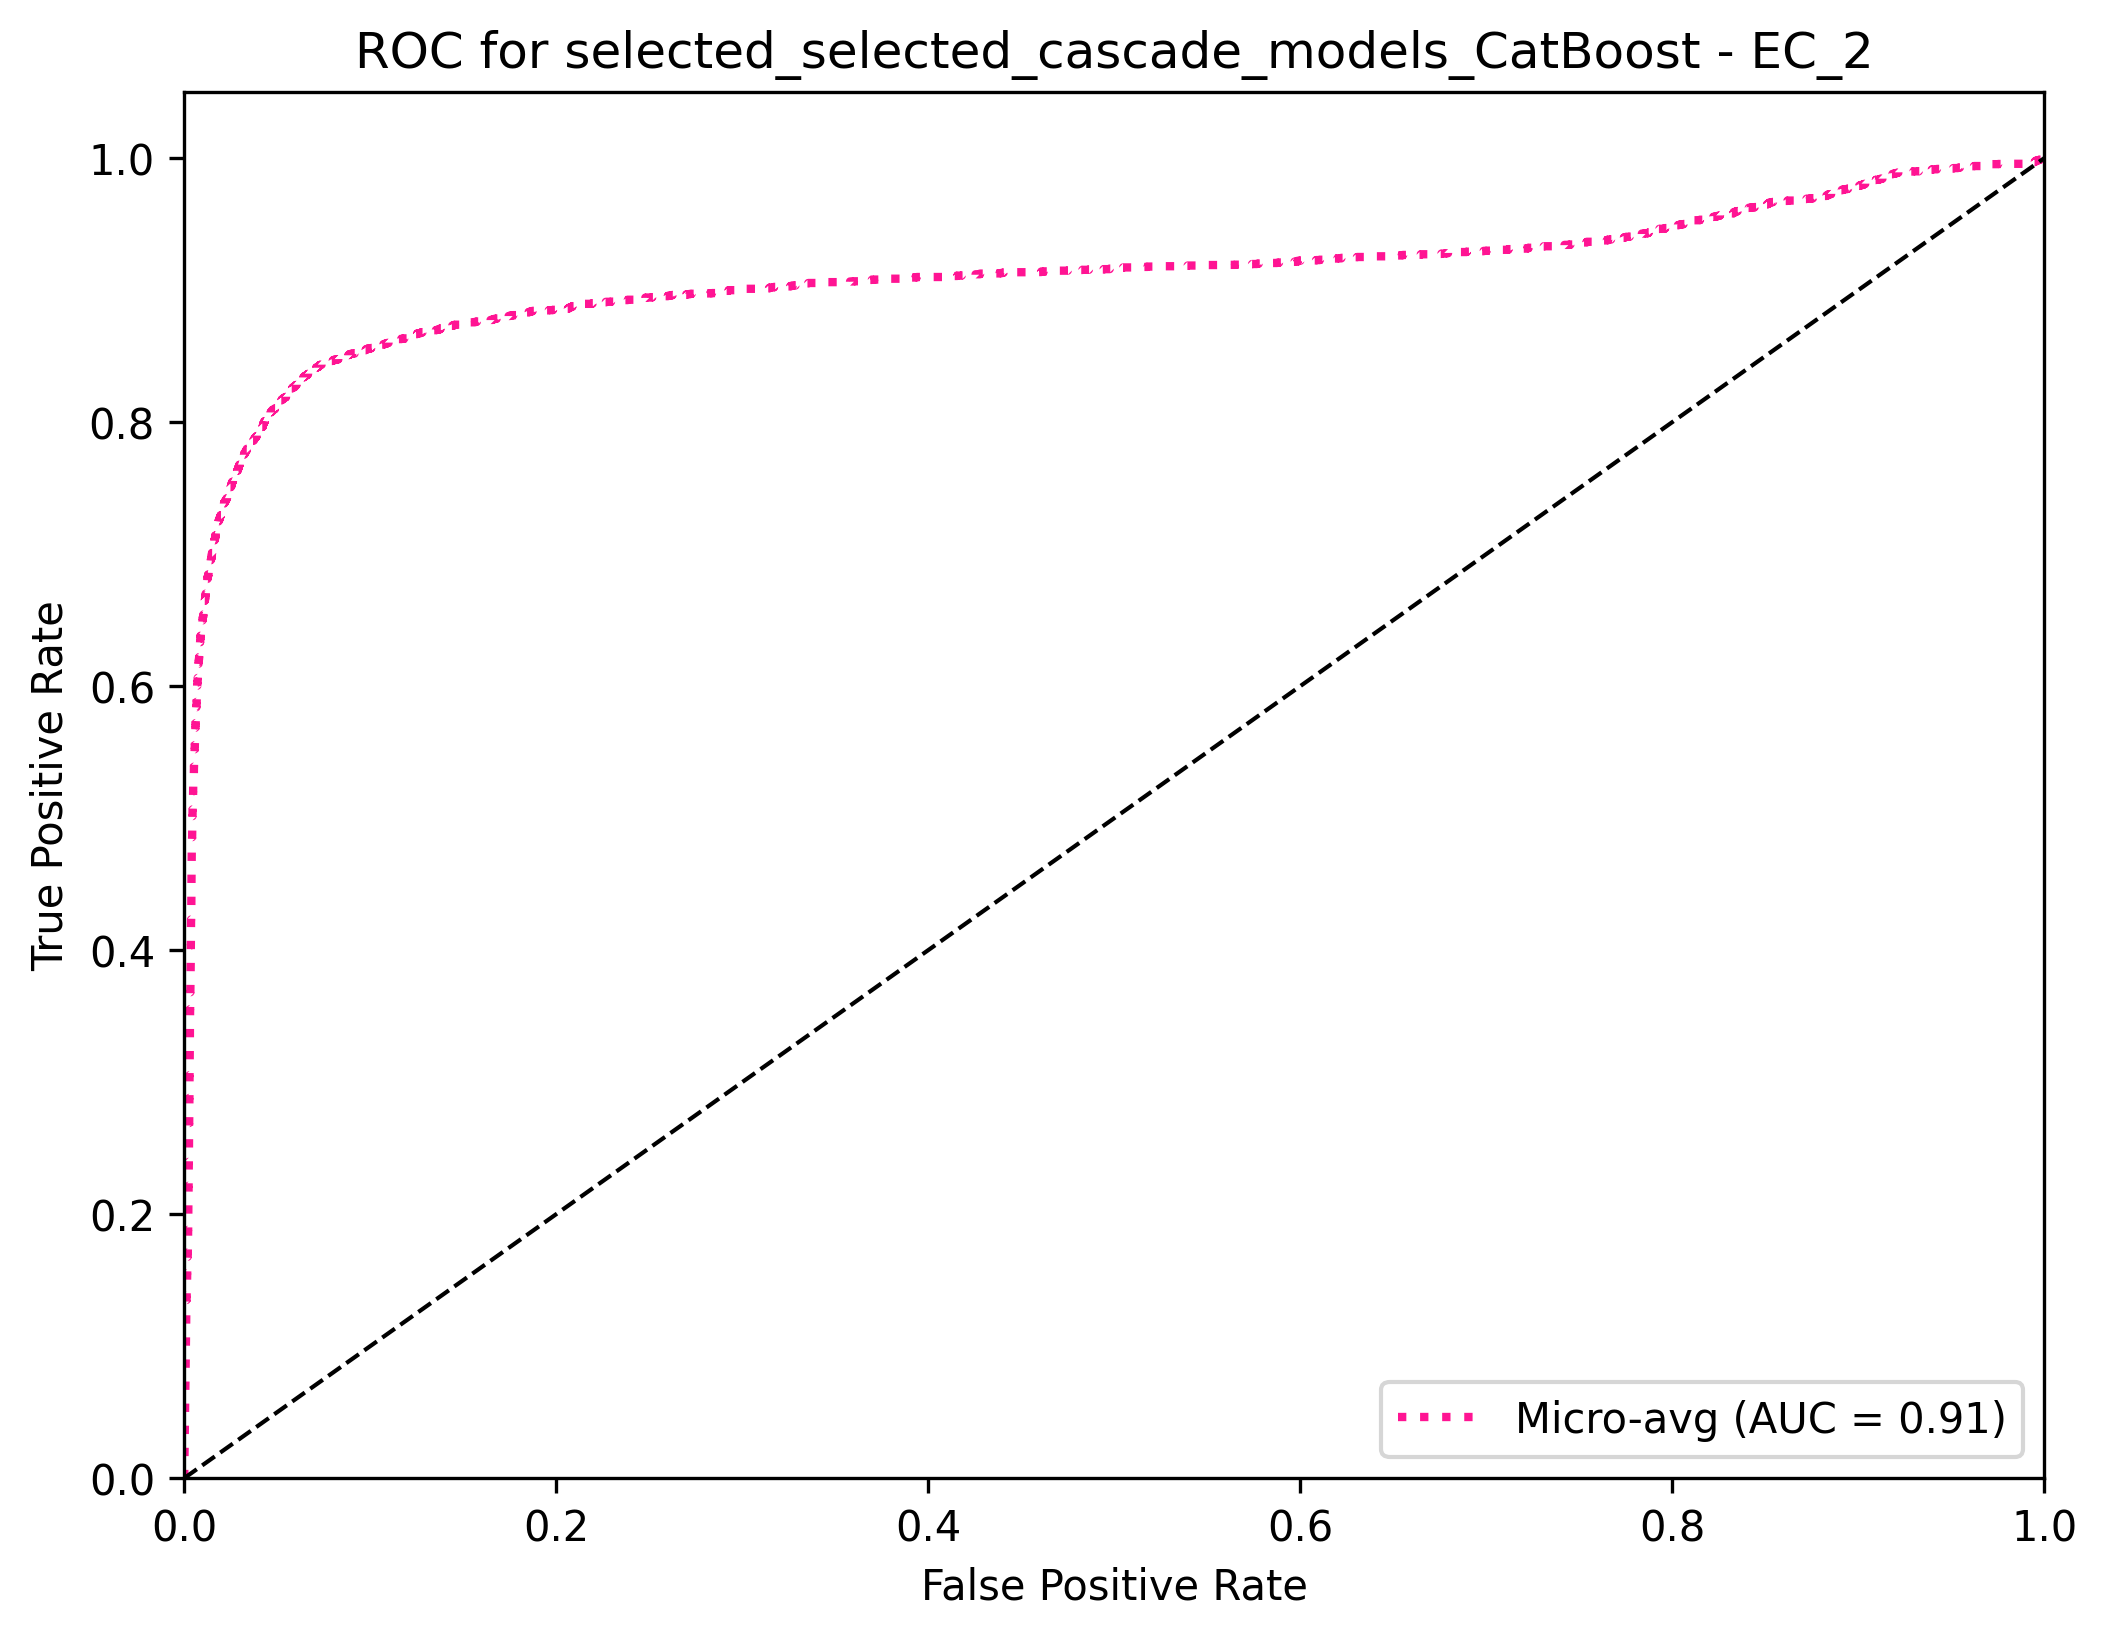 ROC for selected_selected_cascade_models_CatBoost - EC_2
True Positive Rate
1.0
0.8
0.6
0.4
0.2
0.0
0.0 0.2 0.4 0.6 0.8 1.0
False Positive Rate
Micro-avg (AUC = 0.91)